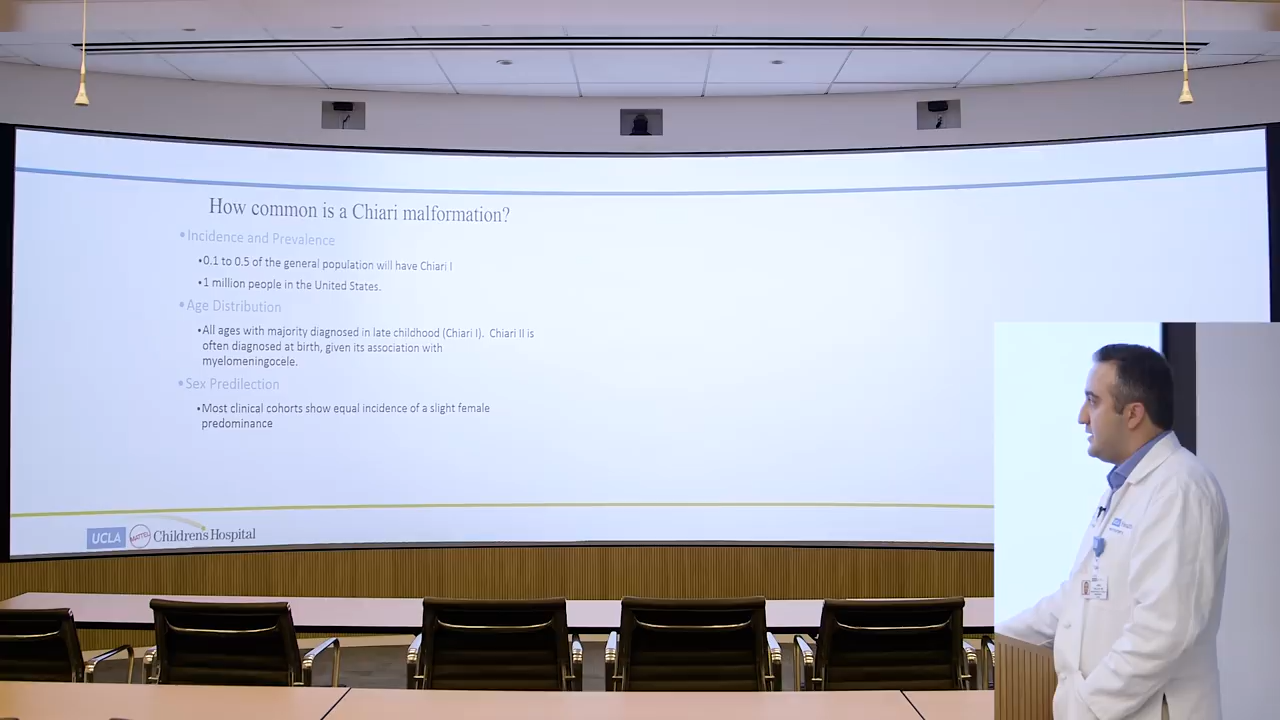 How common is a Chiari malformation?
•Incidence and Prevalence
•0.1 to 0.5 of the general population will have Chiari I
•1 million people in the United States.
•Age Distribution
•All ages with majority diagnosed in late childhood (Chiari I). Chiari II is
often diagnosed at birth, given its association with
myelomeningocele.
•Sex Predilection
•Most clinical cohorts show equal incidence of a slight female
predominance
UCLA MATTEL Children's Hospital